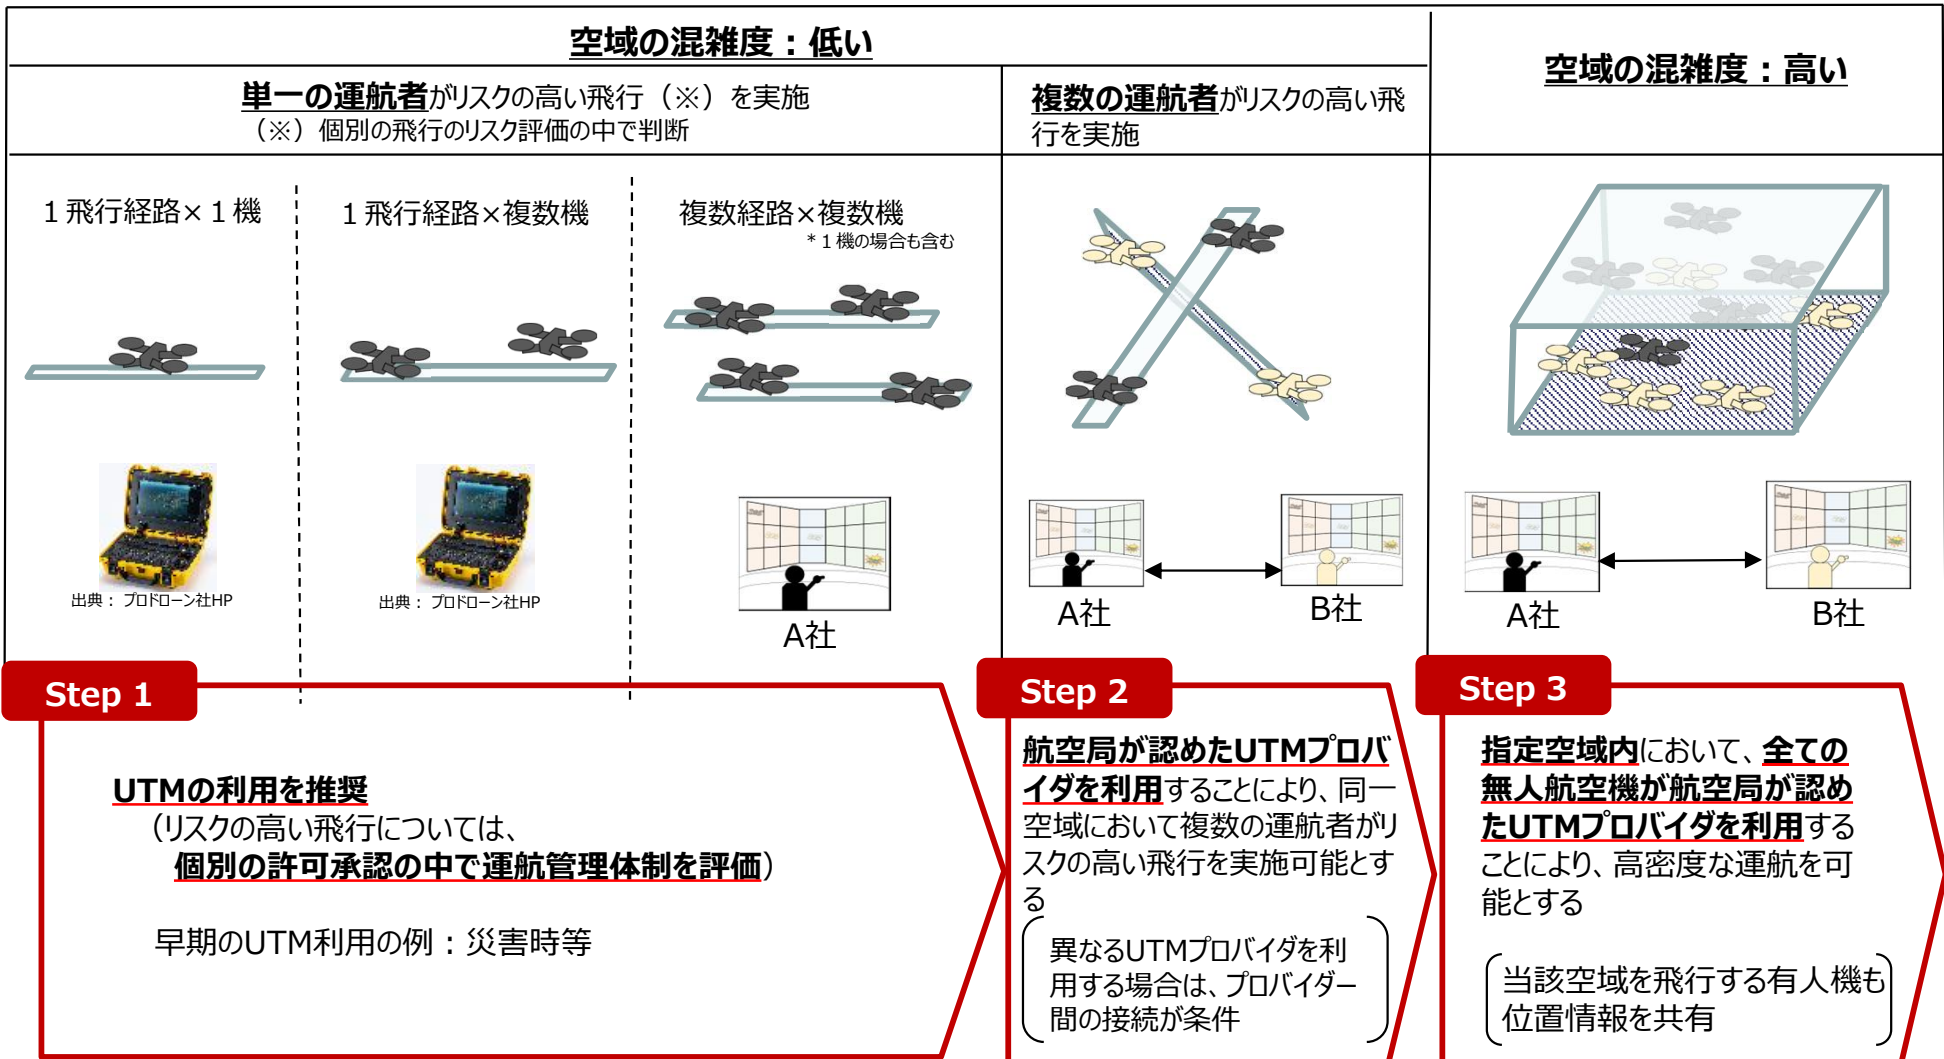 空域の混雑度：低い
空域の混雑度：高い
単一の運航者がリスクの高い飛行（※）を実施
（※）個別の飛行のリスク評価の中で判断
複数の運航者がリスクの高い飛
行を実施
１飛行経路×１機
１飛行経路×複数機
複数経路×複数機
*１機の場合も含む
出典： プロドローン社HP
出典： プロドローン社HP
A社
A社
B社
A社
B社
Step 1
UTMの利用を推奨
（リスクの高い飛行については、
個別の許可承認の中で運航管理体制を評価）
早期のUTM利用の例：災害時等
Step 2
航空局が認めたUTMプロバ
イダを利用することにより、同一
空域において複数の運航者がリ
スクの高い飛行を実施可能とす
る
異なるUTMプロバイダを利
用する場合は、プロバイダー
間の接続が条件
Step 3
指定空域内において、全ての
無人航空機が航空局が認め
たUTMプロバイダを利用する
ことにより、高密度な運航を可
能とする
当該空域を飛行する有人機も
位置情報を共有